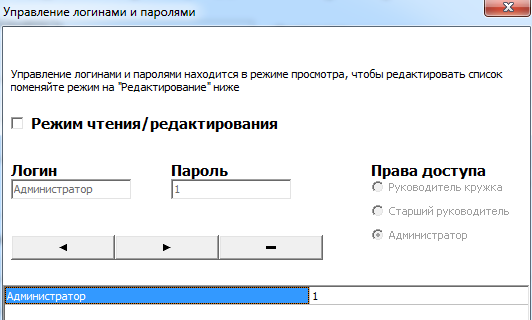 Управление логинами и паролями
Управление логинами и паролями находится в режиме просмотра, чтобы редактировать список
поменяйте режим на "Редактирование" ниже
Режим чтения/редактирования
Логин Пароль Права доступа
Администратор 1 Руководитель кружка
Старший руководитель
Администратор
Администратор 1